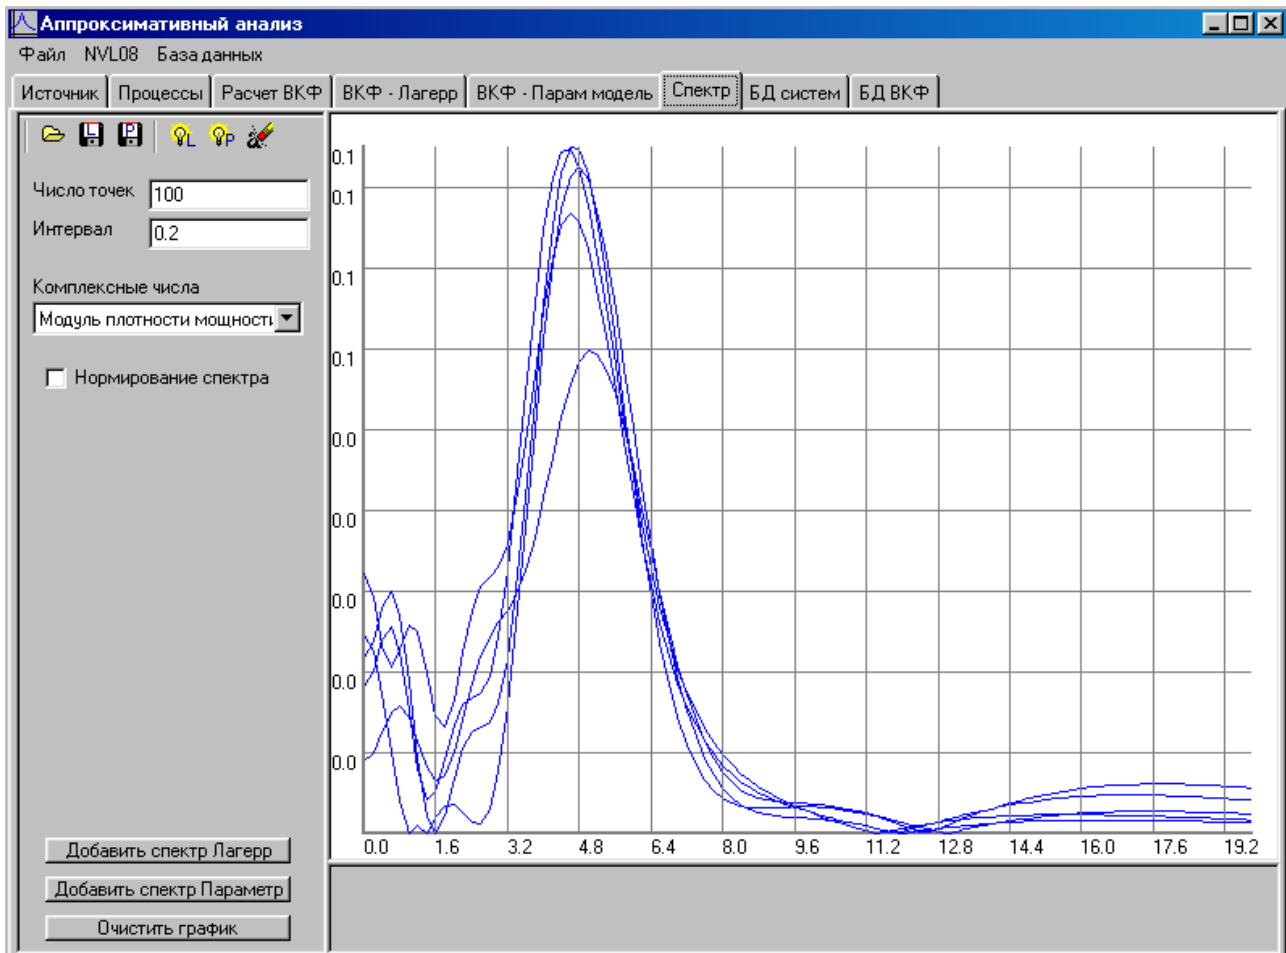 Аппроксимативный анализ
Файл NVL08 База данных
Источник Процессы Расчет ВКФ ВКФ - Лагерр ВКФ - Парам модель Спектр БД систем БД ВКФ
L P L P
Число точек 100
Интервал 0.2
Комплексные числа
Модуль плотности мощности
Нормирование спектра
Добавить спектр Лагерр
Добавить спектр Параметр
Очистить график
0.1
0.1
0.1
0.1
0.0
0.0
0.0
0.0
0.0
0.0 1.6 3.2 4.8 6.4 8.0 9.6 11.2 12.8 14.4 16.0 17.6 19.2